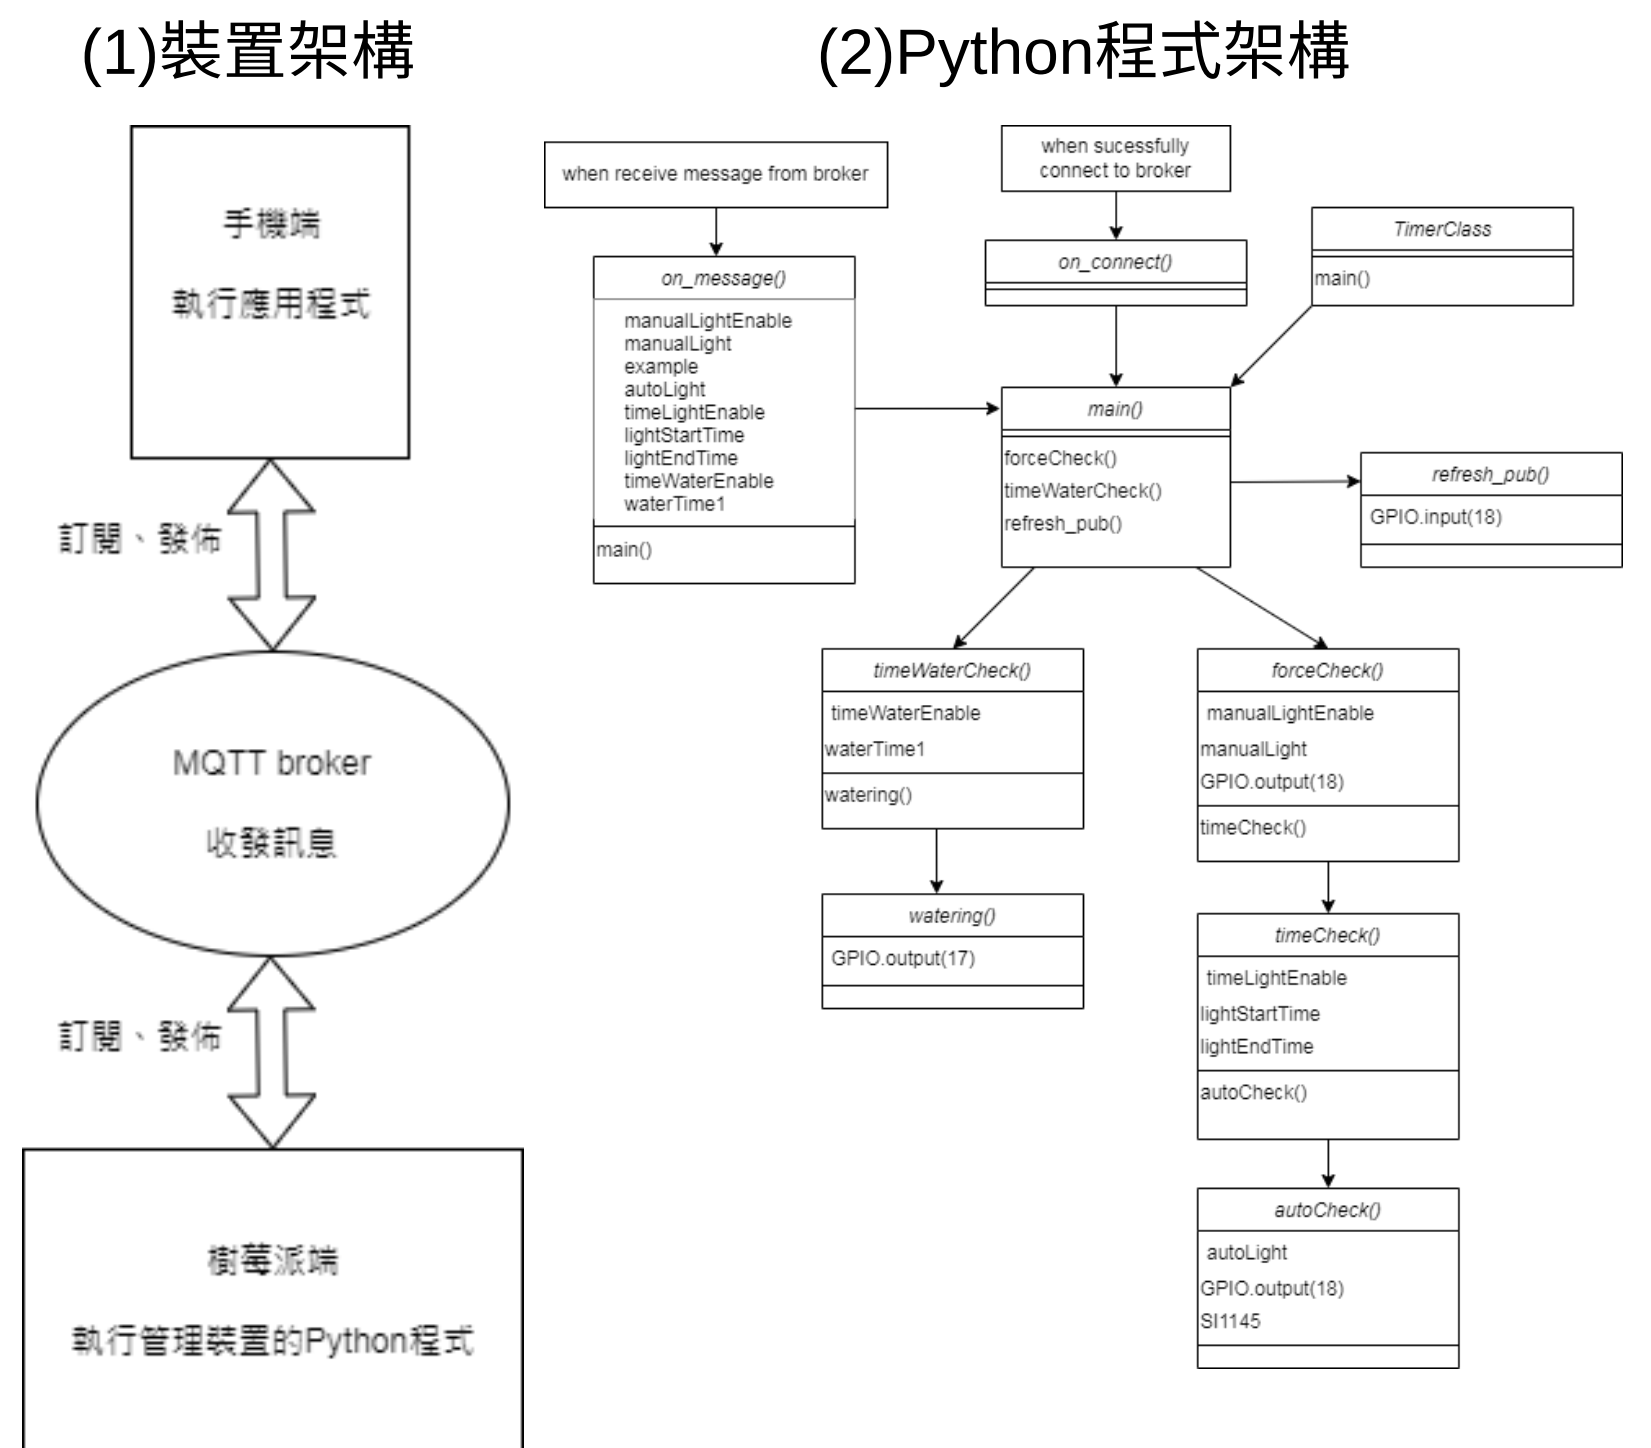 (1)裝置架構
手機端
執行應用程式
訂閱、發佈
MQTT broker
收發訊息
訂閱、發佈
樹莓派端
執行管理裝置的Python程式
(2)Python程式架構
when receive message from broker
on_message()
manualLightEnable
manualLight
example
autoLight
timeLightEnable
lightStartTime
lightEndTime
timeWaterEnable
waterTime1
main()
when sucessfully
connect to broker
on_connect()
TimerClass
main()
main()
forceCheck()
timeWaterCheck()
refresh_pub()
refresh_pub()
GPIO.input(18)
timeWaterCheck()
timeWaterEnable
waterTime1
watering()
watering()
GPIO.output(17)
forceCheck()
manualLightEnable
manualLight
GPIO.output(18)
timeCheck()
timeCheck()
timeLightEnable
lightStartTime
lightEndTime
autoCheck()
autoCheck()
autoLight
GPIO.output(18)
SI1145